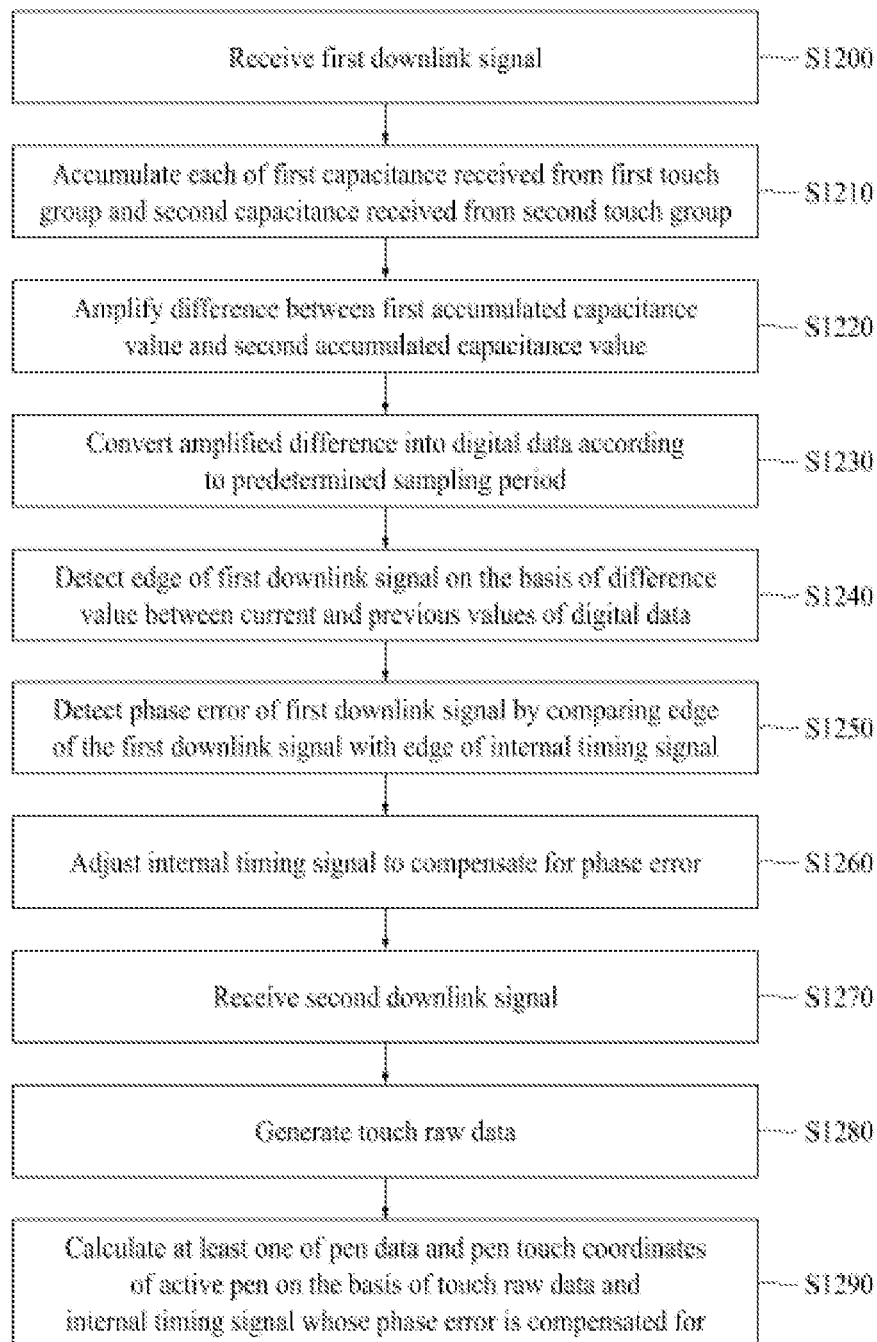 Receive first downlink signal
S1200
Accumulate each of first capacitance received from first touch
group and second capacitance received from second touch group
S1210
Amplify difference between first accumulated capacitance
value and second accumulated capacitance value
S1220
Convert amplified difference into digital data according
to predetermined sampling period
S1230
Detect edge of first downlink signal on the basis of difference
value between current and previous values of digital data
S1240
Detect phase error of first downlink signal by comparing edge
of the first downlink signal with edge of internal timing signal
S1250
Adjust internal timing signal to compensate for phase error
S1260
Receive second downlink signal
S1270
Generate touch raw data
S1280
Calculate at least one of pen data and pen touch coordinates
of active pen on the basis of touch raw data and
internal timing signal whose phase error is compensated for
S1290